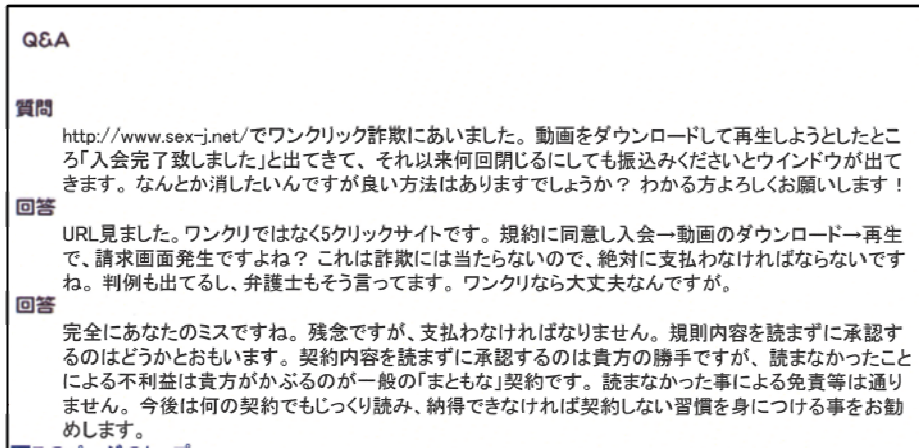 Q&A
質問
http://www.sex-j.net/でワンクリック詐欺にあいました。動画をダウンロードして再生しようとしたとこ
ろ「入会完了致しました」と出てきて、それ以来何回閉じるにしても振込みくださいとウインドウが出て
きます。なんとか消したいんですが良い方法はありますでしょうか? わかる方よろしくお願いします!
回答
URL見ました。ワンクリではなく5クリックサイトです。規約に同意し入会→動画のダウンロード→再生
で、請求画面発生ですよね? これは詐欺には当たらないので、絶対に支払わなければならないです
ね。判例も出てるし、弁護士もそう言ってます。ワンクリなら大丈夫なんですが。
回答
完全にあなたのミスですね。残念ですが、支払わなければなりません。規則内容を読まずに承認す
るのはどうかとおもいます。契約内容を読まずに承認するのは貴方の勝手ですが、読まなかったこと
による不利益は貴方がかぶるのが一般の「まともな」契約です。読まなかった事による免責等は通り
ません。今後は何の契約でもじっくり読み、納得できなければ契約しない習慣を身につける事をお勧
めします。